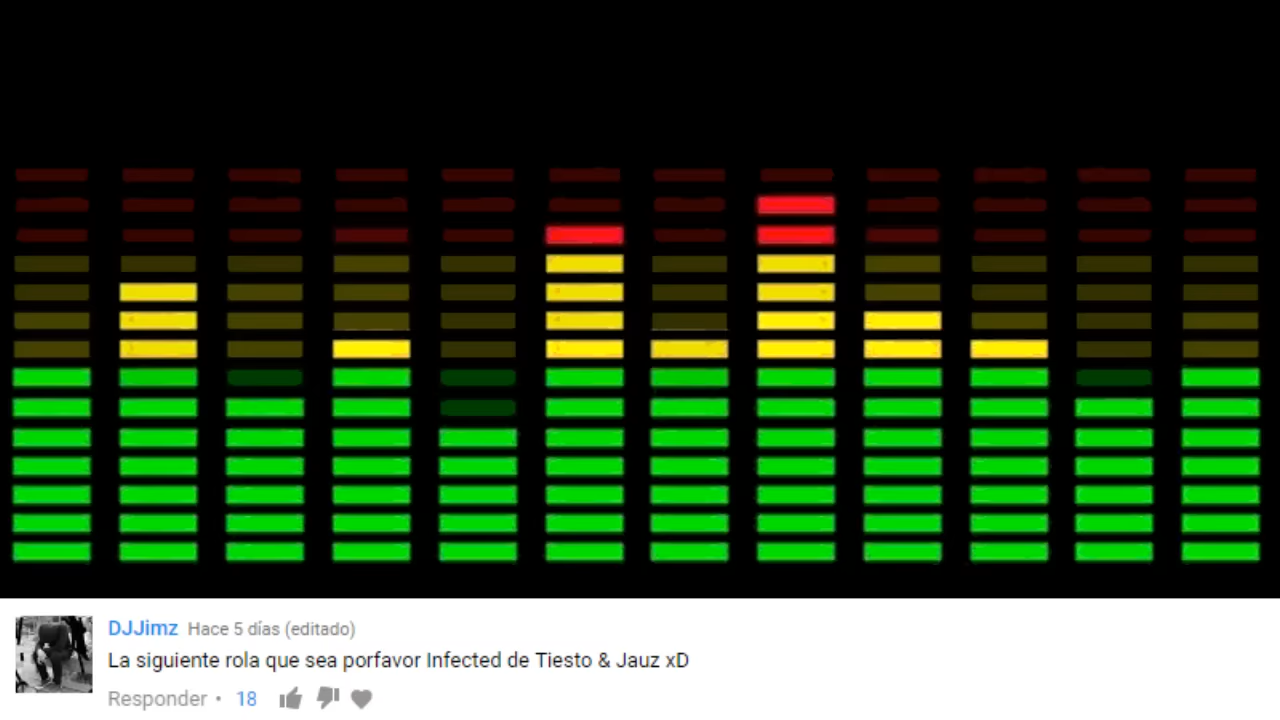 DJJimz Hace 5 días (editado)
La siguiente rola que sea porfavor Infected de Tiesto & Jauz xD
Responder • 18